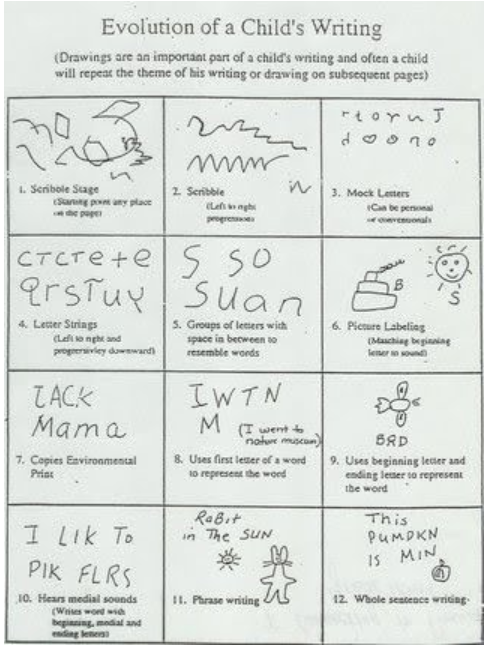 Evolution of a Child's Writing
(Drawings are an important part of a child's writing and often a child
will repeat the theme of his writing or drawing on subsequent pages)
1. Scribble Stage
(Starting point any place
on the page)
2. Scribble
(Left to right
progression)
r t o r u J
d o o n o
3. Mock Letters
(Can be personal
or conventional)
c T C r e t e
q r s T u y
4. Letter Strings
(Left to right and
progressivley downward)
S SO
Suan
5. Groups of letters with
space in between to
resemble words
B
S
6. Picture Labeling
(Matching beginning
letter to sound)
ZACK
Mama
7. Copies Environmental
Print
I W T N
M (I went to
nature museum)
8. Uses first letter of a word
to represent the word
BRD
9. Uses beginning letter and
ending letter to represent
the word
I LIK To
PIK FLRS
10. Hears medial sounds
(Writes word with
beginning, medial and
ending letters)
RaBit
in The SUN
11. Phrase writing
This
PUMPKN
IS MIN
12. Whole sentence writing